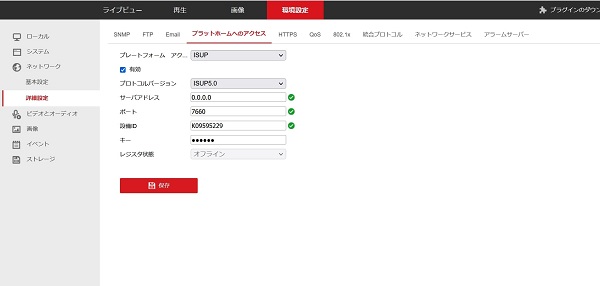 ライブビュー 再生 画像 環境設定 プラグインのダウン
ローカル
システム
ネットワーク
基本設定
詳細設定
ビデオとオーディオ
画像
イベント
ストレージ
SNMP FTP Email プラットホームへのアクセス HTTPS QoS 802.1x 統合プロトコル ネットワークサービス アラームサーバー
プレートフォーム アク... ISUP
有効
プロトコルバージョン ISUP5.0
サーバアドレス 0.0.0.0
ポート 7660
設備ID K09595229
キー ••••••
レジスタ状態 オフライン
保存